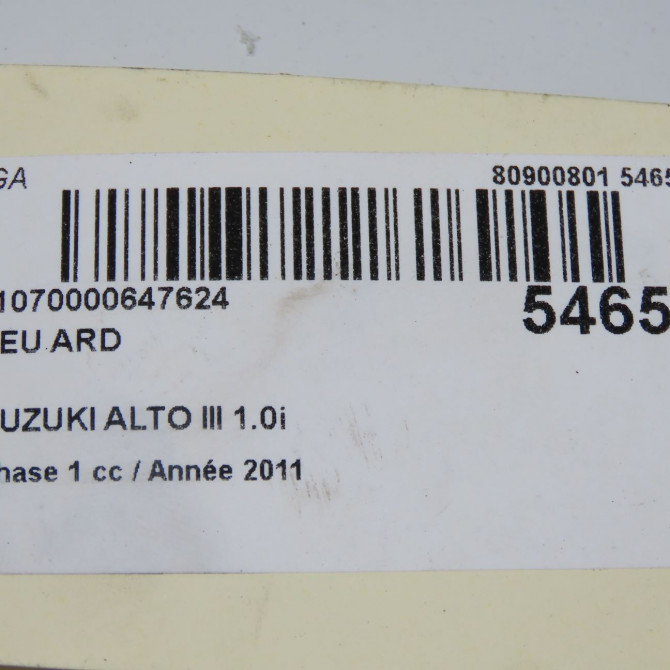 GA 80900801 5465
1070000647624 5465
EU ARD
UZUKI ALTO III 1.0i
hase 1 cc / Année 2011